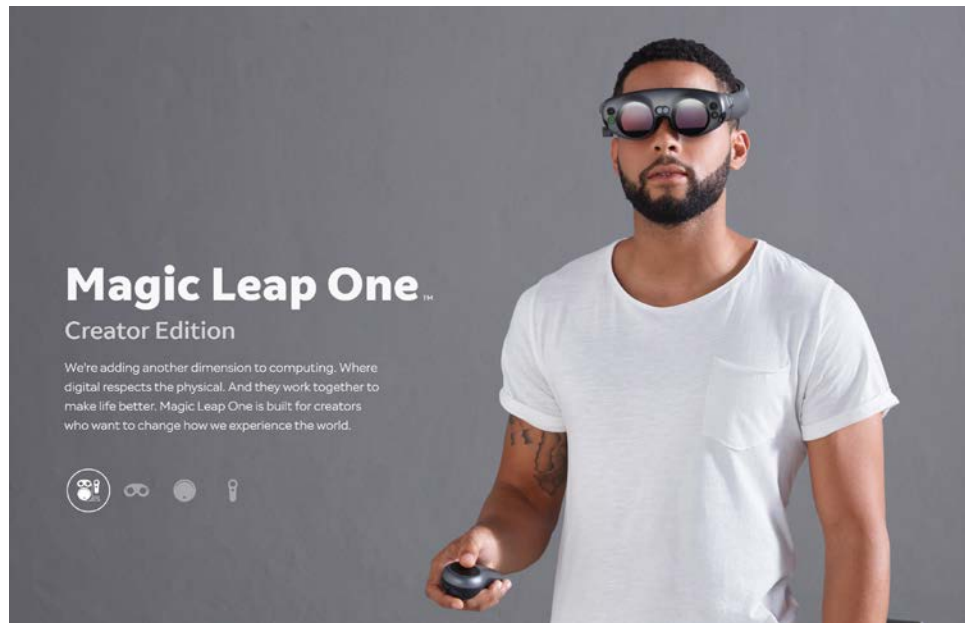 Magic Leap One ™
Creator Edition
We're adding another dimension to computing. Where
digital respects the physical. And they work together to
make life better. Magic Leap One is built for creators
who want to change how we experience the world.